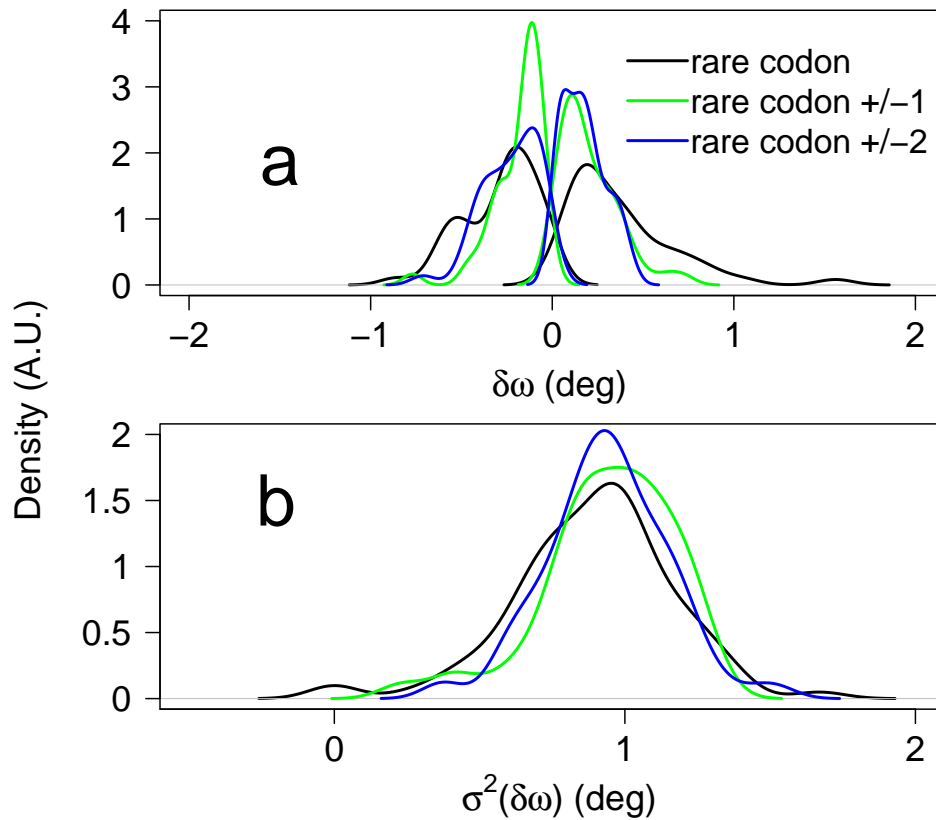 4
3
2
1
0
a
rare codon
rare codon +/−1
rare codon +/−2
−2 −1 0 1 2
δω (deg)
Density (A.U.)
2
1.5
1
0.5
0
b
0 1 2
σ²(δω) (deg)